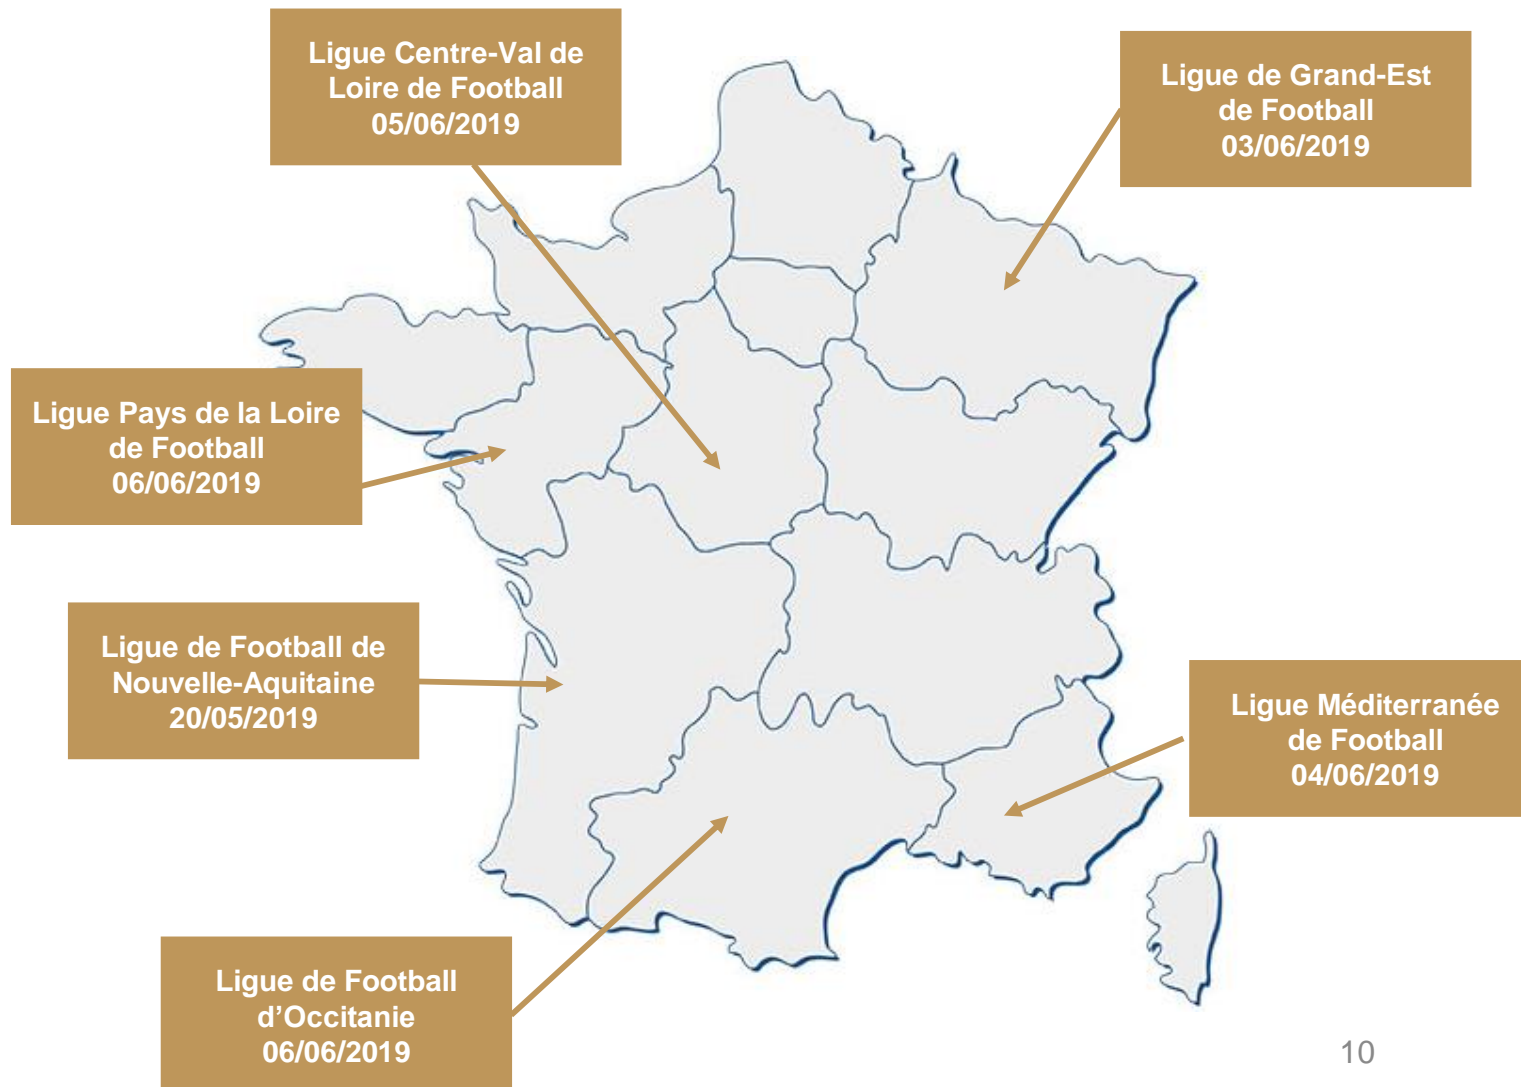 Ligue Centre-Val de
Loire de Football
05/06/2019
Ligue de Grand-Est
de Football
03/06/2019
Ligue Pays de la Loire
de Football
06/06/2019
Ligue de Football de
Nouvelle-Aquitaine
20/05/2019
Ligue Méditerranée
de Football
04/06/2019
Ligue de Football
d’Occitanie
06/06/2019
10